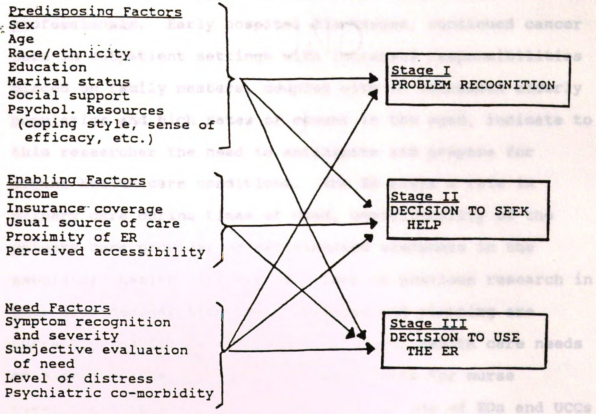 Predisposing Factors
Sex
Age
Race/ethnicity
Education
Marital status
Social support
Psychol. Resources
(coping style, sense of
efficacy, etc.)
Enabling Factors
Income
Insurance coverage
Usual source of care
Proximity of ER
Perceived accessibility
Need Factors
Symptom recognition
and severity
Subjective evaluation
of need
Level of distress
Psychiatric co-morbidity
Stage I
PROBLEM RECOGNITION
Stage II
DECISION TO SEEK
HELP
Stage III
DECISION TO USE
THE ER